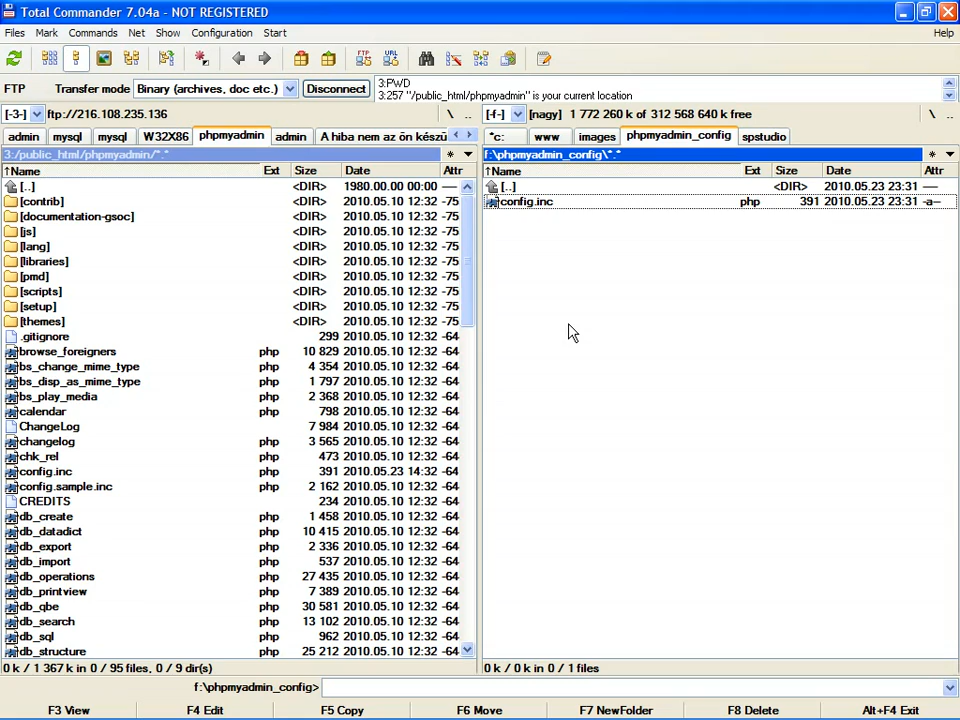 Total Commander 7.04a - NOT REGISTERED
Files Mark Commands Net Show Configuration Start Help
FTP
URL
FTP Transfer mode Binary (archives, doc etc.) Disconnect
3:PWD
3:257 "/public_html/phpmyadmin" is your current location
[-3-] ftp://216.108.235.136 \ ..
[-f-] [nagy] 1 772 260 k of 312 568 640 k free \ ..
admin mysql mysql W32X86 phpmyadmin admin A hiba nem az ön készü
*c: www images phpmyadmin_config spstudio
3:/public_html/phpmyadmin/*.* * 
f:\phpmyadmin_config\*.* *
↑Name Ext Size Date Attr
[..] <DIR> 1980.00.00 00:00 ----
[contrib] <DIR> 2010.05.10 12:32 -75
[documentation-gsoc] <DIR> 2010.05.10 12:32 -75
[js] <DIR> 2010.05.10 12:32 -75
[lang] <DIR> 2010.05.10 12:32 -75
[libraries] <DIR> 2010.05.10 12:32 -75
[pmd] <DIR> 2010.05.10 12:32 -75
[scripts] <DIR> 2010.05.10 12:32 -75
[setup] <DIR> 2010.05.10 12:32 -75
[themes] <DIR> 2010.05.10 12:32 -75
.gitignore 299 2010.05.10 12:32 -64
browse_foreigners php 10 829 2010.05.10 12:32 -64
bs_change_mime_type php 4 354 2010.05.10 12:32 -64
bs_disp_as_mime_type php 1 797 2010.05.10 12:32 -64
bs_play_media php 2 368 2010.05.10 12:32 -64
calendar php 798 2010.05.10 12:32 -64
ChangeLog 7 984 2010.05.10 12:32 -64
changelog php 3 565 2010.05.10 12:32 -64
chk_rel php 473 2010.05.10 12:32 -64
config.inc php 391 2010.05.23 14:32 -64
config.sample.inc php 2 162 2010.05.10 12:32 -64
CREDITS 234 2010.05.10 12:32 -64
db_create php 1 458 2010.05.10 12:32 -64
db_datadict php 10 415 2010.05.10 12:32 -64
db_export php 2 336 2010.05.10 12:32 -64
db_import php 537 2010.05.10 12:32 -64
db_operations php 27 435 2010.05.10 12:32 -64
db_printview php 7 389 2010.05.10 12:32 -64
db_qbe php 30 581 2010.05.10 12:32 -64
db_search php 13 102 2010.05.10 12:32 -64
db_sql php 962 2010.05.10 12:32 -64
db_structure php 25 212 2010.05.10 12:32 -64
0 k / 1 367 k in 0 / 95 files, 0 / 9 dir(s)
↑Name Ext Size Date Attr
[..] <DIR> 2010.05.23 23:31 ----
config.inc php 391 2010.05.23 23:31 -a--
0 k / 0 k in 0 / 1 files
f:\phpmyadmin_config>
F3 View F4 Edit F5 Copy F6 Move F7 NewFolder F8 Delete Alt+F4 Exit